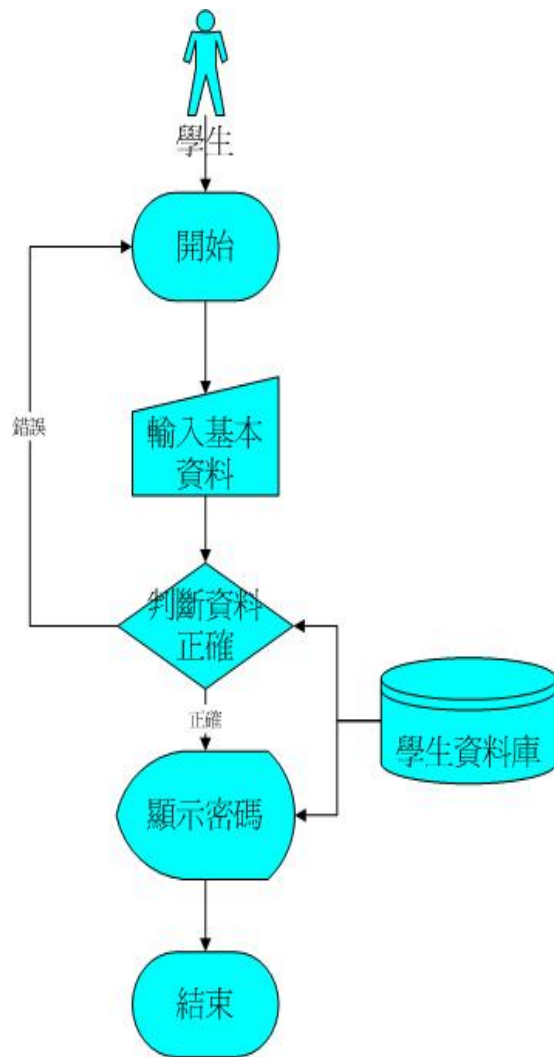 學生
開始
輸入基本
資料
錯誤
判斷資料
正確
正確
學生資料庫
顯示密碼
結束